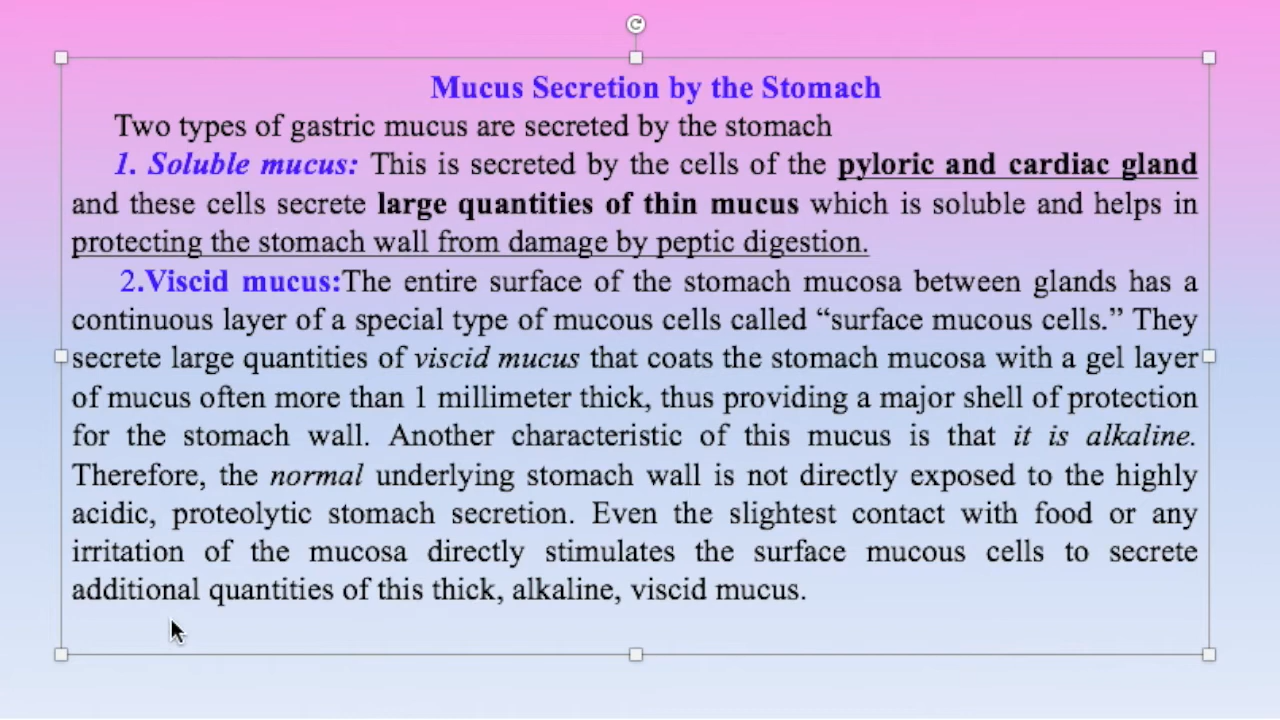 Mucus Secretion by the Stomach
Two types of gastric mucus are secreted by the stomach
1. Soluble mucus: This is secreted by the cells of the pyloric and cardiac gland
and these cells secrete large quantities of thin mucus which is soluble and helps in
protecting the stomach wall from damage by peptic digestion.
2.Viscid mucus:The entire surface of the stomach mucosa between glands has a
continuous layer of a special type of mucous cells called “surface mucous cells.” They
secrete large quantities of viscid mucus that coats the stomach mucosa with a gel layer
of mucus often more than 1 millimeter thick, thus providing a major shell of protection
for the stomach wall. Another characteristic of this mucus is that it is alkaline.
Therefore, the normal underlying stomach wall is not directly exposed to the highly
acidic, proteolytic stomach secretion. Even the slightest contact with food or any
irritation of the mucosa directly stimulates the surface mucous cells to secrete
additional quantities of this thick, alkaline, viscid mucus.